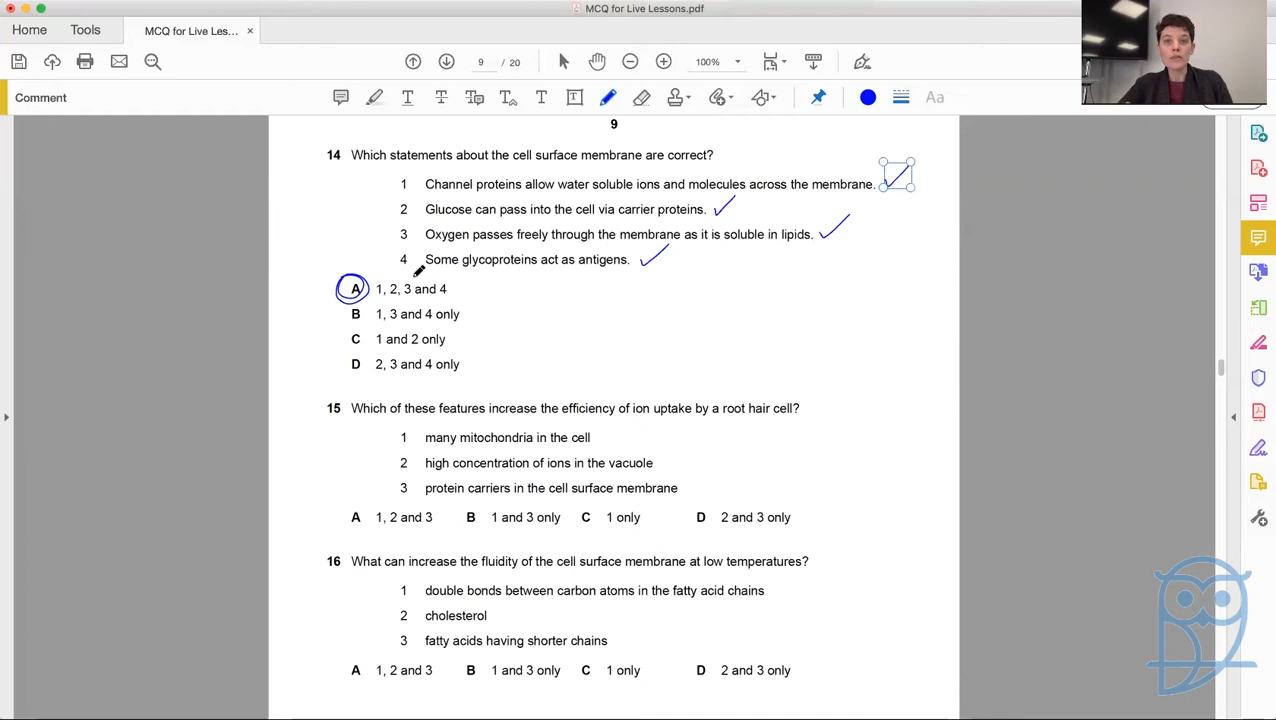 MCQ for Live Lessons.pdf
Home Tools MCQ for Live Les... ×
9 / 20 100%
Comment Aa
9
14 Which statements about the cell surface membrane are correct?
1 Channel proteins allow water soluble ions and molecules across the membrane.
2 Glucose can pass into the cell via carrier proteins.
3 Oxygen passes freely through the membrane as it is soluble in lipids.
4 Some glycoproteins act as antigens.
A 1, 2, 3 and 4
B 1, 3 and 4 only
C 1 and 2 only
D 2, 3 and 4 only
15 Which of these features increase the efficiency of ion uptake by a root hair cell?
1 many mitochondria in the cell
2 high concentration of ions in the vacuole
3 protein carriers in the cell surface membrane
A 1, 2 and 3 B 1 and 3 only C 1 only D 2 and 3 only
16 What can increase the fluidity of the cell surface membrane at low temperatures?
1 double bonds between carbon atoms in the fatty acid chains
2 cholesterol
3 fatty acids having shorter chains
A 1, 2 and 3 B 1 and 3 only C 1 only D 2 and 3 only